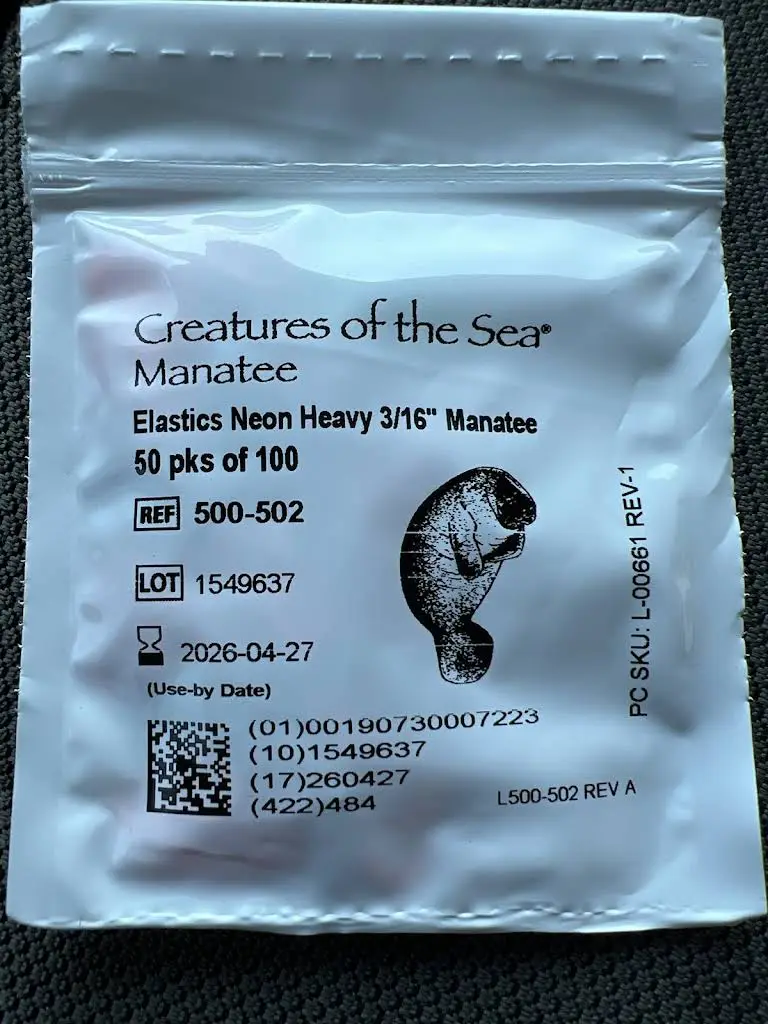 Creatures of the Sea®
Manatee
Elastics Neon Heavy 3/16" Manatee
50 pks of 100
REF 500-502
LOT 1549637
2026-04-27
(Use-by Date)
(01)00190730007223
(10)1549637
(17)260427
(422)484
L500-502 REV A
PC SKU: L-00661 REV-1